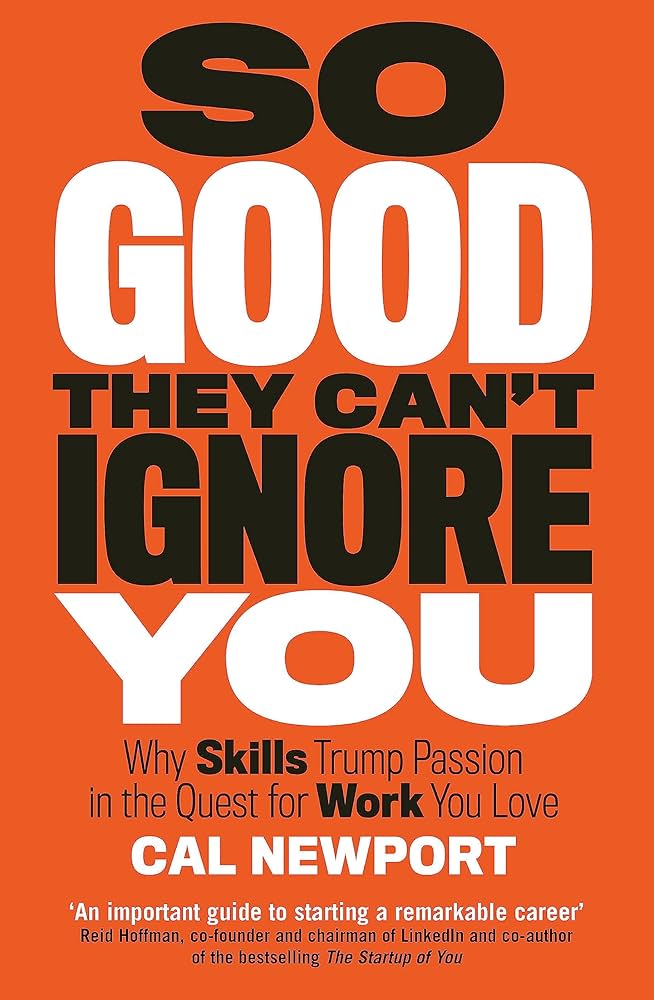 SO
GOOD
THEY CAN'T
IGNORE
YOU
Why Skills Trump Passion
in the Quest for Work You Love
CAL NEWPORT
‘An important guide to starting a remarkable career’
Reid Hoffman, co-founder and chairman of LinkedIn and co-author
of the bestselling The Startup of You